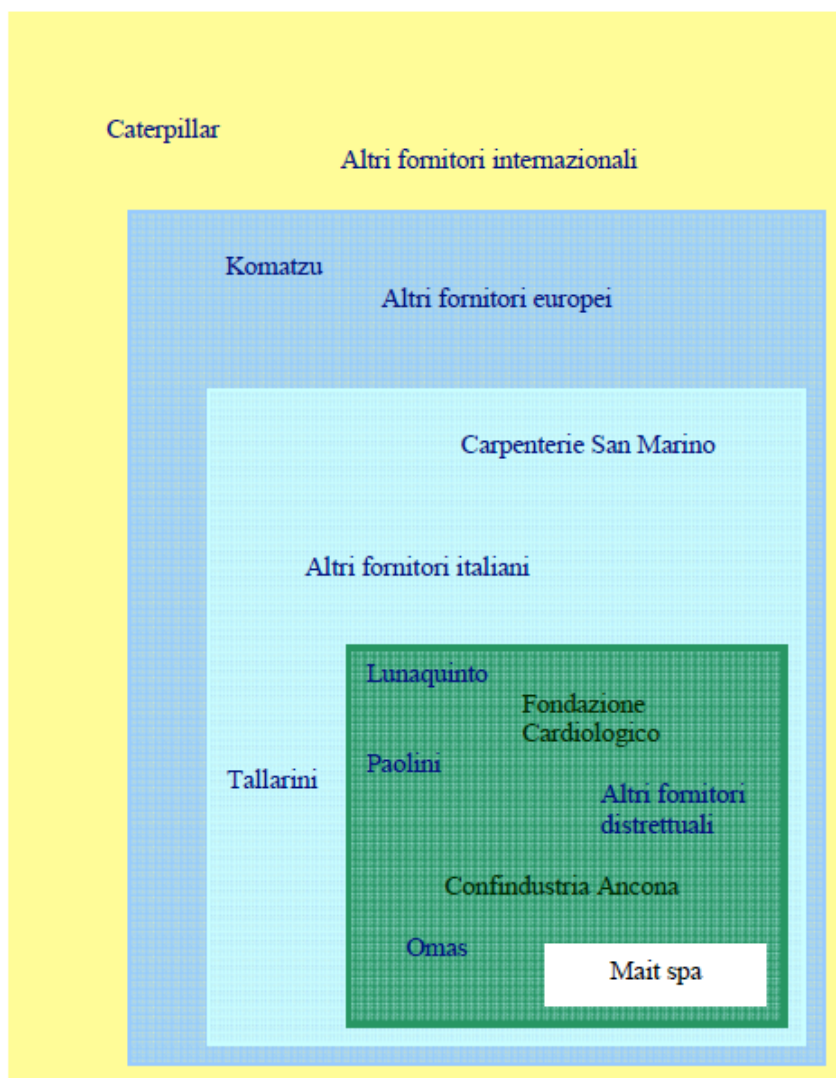 Caterpillar
Altri fornitori internazionali
Komatzu
Altri fornitori europei
Carpenterie San Marino
Altri fornitori italiani
Lunaquinto
Fondazione
Cardiologico
Paolini
Tallarini
Altri fornitori
distrettuali
Confindustria Ancona
Omas
Mait spa